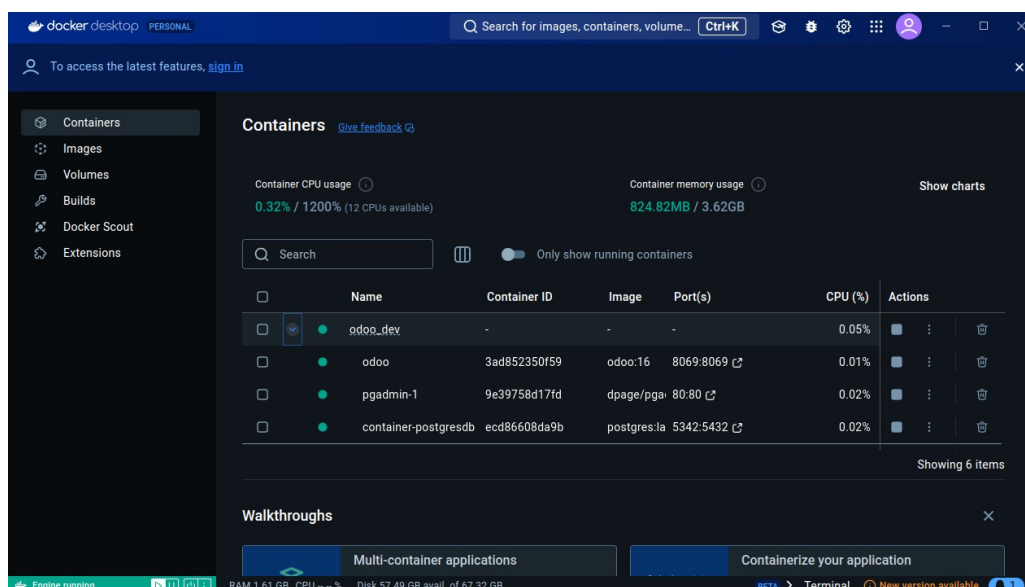 docker desktop PERSONAL
Search for images, containers, volume... Ctrl+K
To access the latest features, sign in
Containers
Images
Volumes
Builds
Docker Scout
Extensions
Containers Give feedback
Container CPU usage
0.32% / 1200% (12 CPUs available)
Container memory usage
824.82MB / 3.62GB
Show charts
Search
Only show running containers
Name Container ID Image Port(s) CPU (%) Actions
odoo_dev - - - 0.05%
odoo 3ad852350f59 odoo:16 8069:8069 0.01%
pgadmin-1 9e39758d17fd dpage/pga 80:80 0.02%
container-postgresdb ecd86608da9b postgres:la 5342:5432 0.02%
Showing 6 items
Walkthroughs
Multi-container applications
Containerize your application
Engine running RAM 1.61 GB CPU --.--% Disk 57.49 GB avail. of 67.32 GB BETA Terminal New version available 1